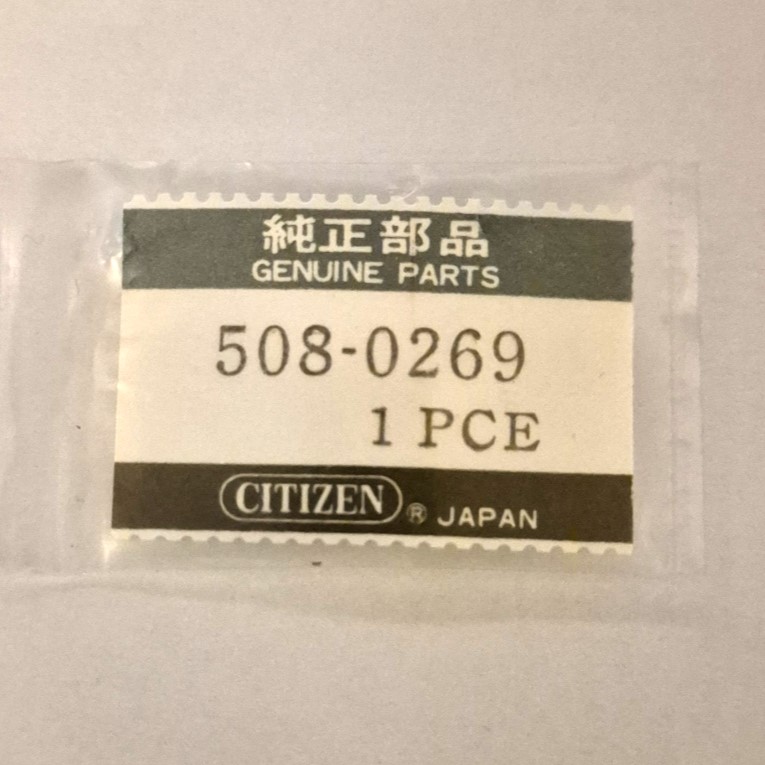 純正部品
GENUINE PARTS
508-0269
1 PCE
CITIZEN ® JAPAN